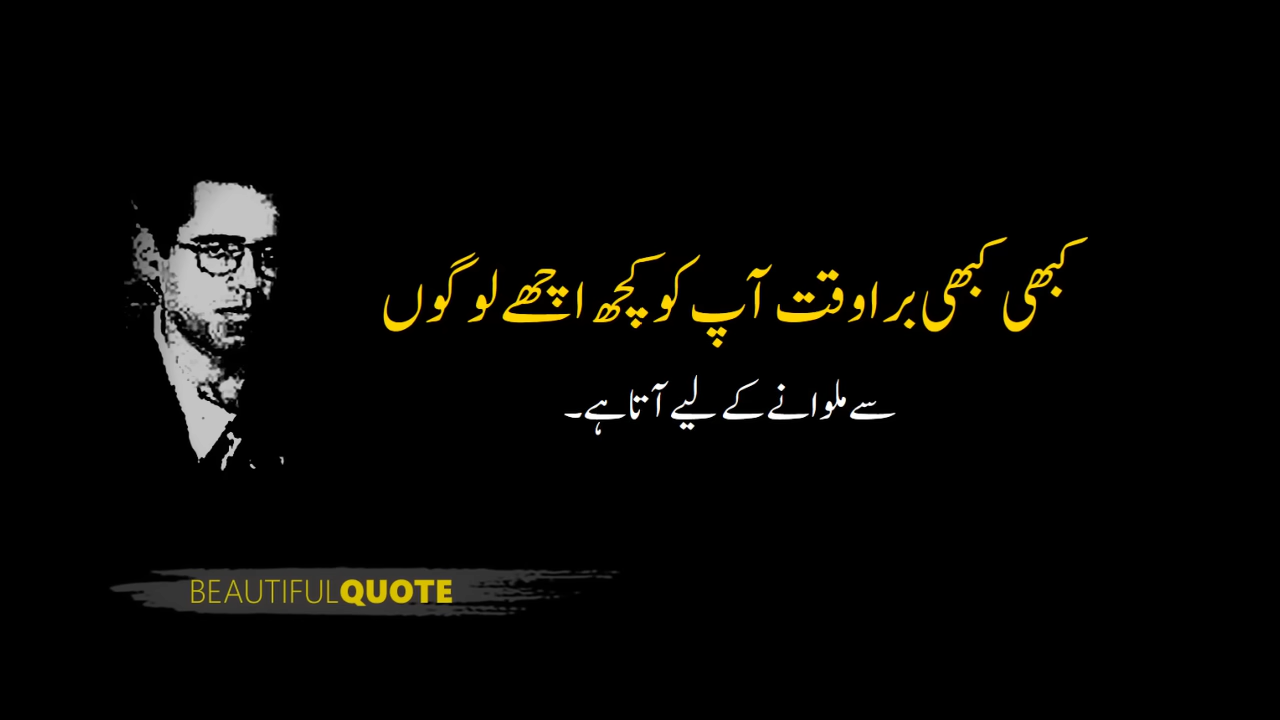 کبھی کبھی برا وقت آپ کو کچھ اچھے لوگوں
سے ملوانے کے لیے آتا ہے۔
BEAUTIFULQUOTE